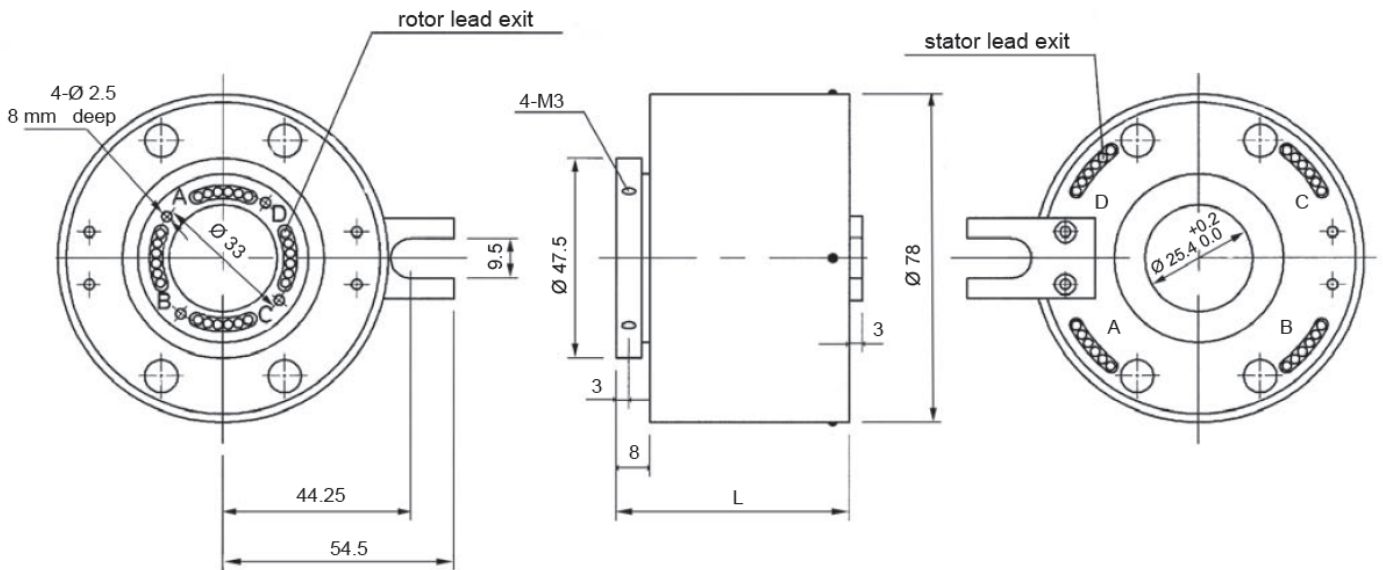 rotor lead exit
4-Ø 2.5
8 mm deep
A
D
Ø 33
B
C
9.5
44.25
54.5
4-M3
Ø 47.5
Ø 78
3
3
8
L
stator lead exit
D
C
+0.2
Ø 25.4 0.0
A
B